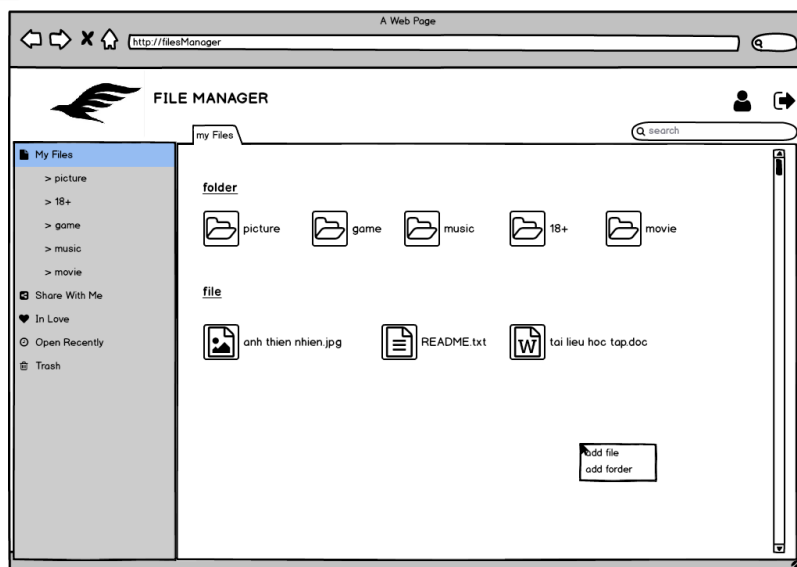 A Web Page
http://filesManager
FILE MANAGER
my Files
search
My Files
> picture
> 18+
> game
> music
> movie
Share With Me
In Love
Open Recently
Trash
folder
picture
game
music
18+
movie
file
anh thien nhien.jpg
README.txt
W
tai lieu hoc tap.doc
add file
add forder